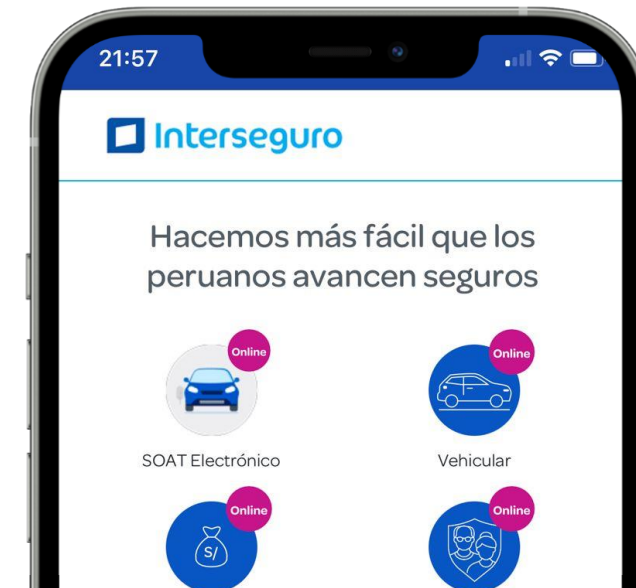 21:57
Interseguro
Hacemos más fácil que los
peruanos avancen seguros
Online
Online
SOAT Electrónico
Vehicular
Online
Online
S/